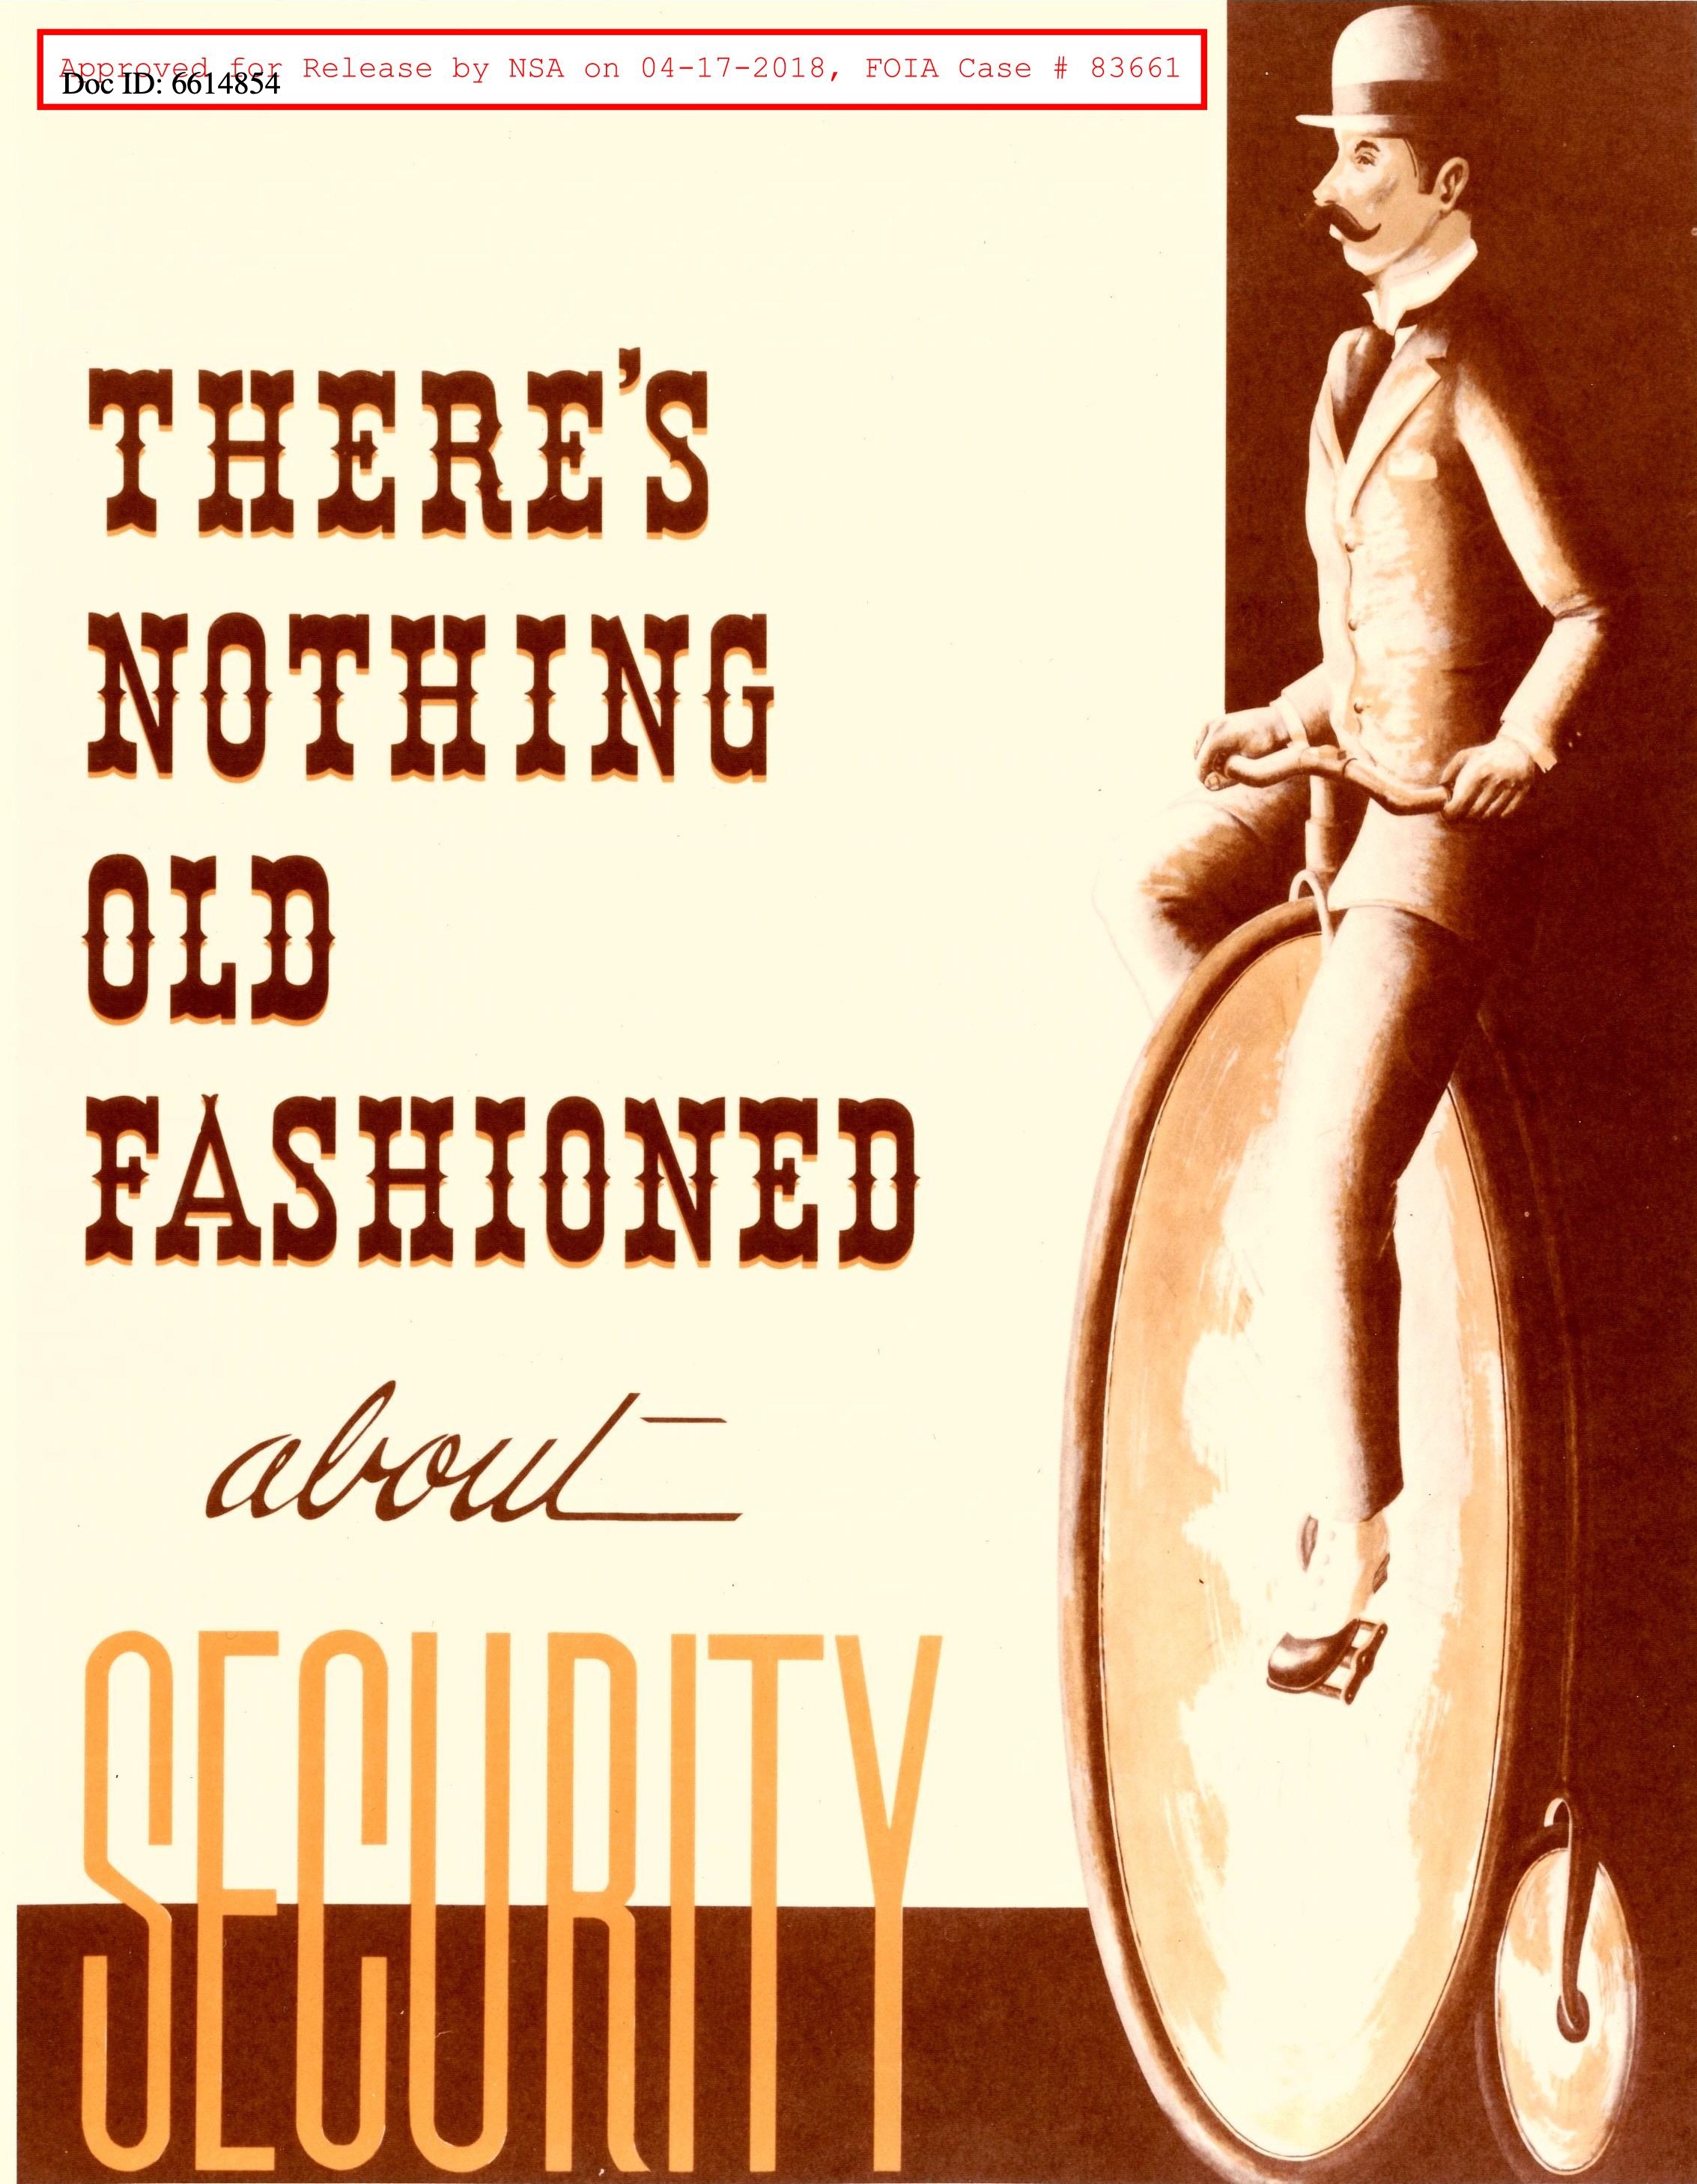 Approved for Release by NSA on 04-17-2018, FOIA Case # 83661
Doc ID: 6614854
THERE'S
NOTHING
OLD
FASHIONED
about
SECURITY